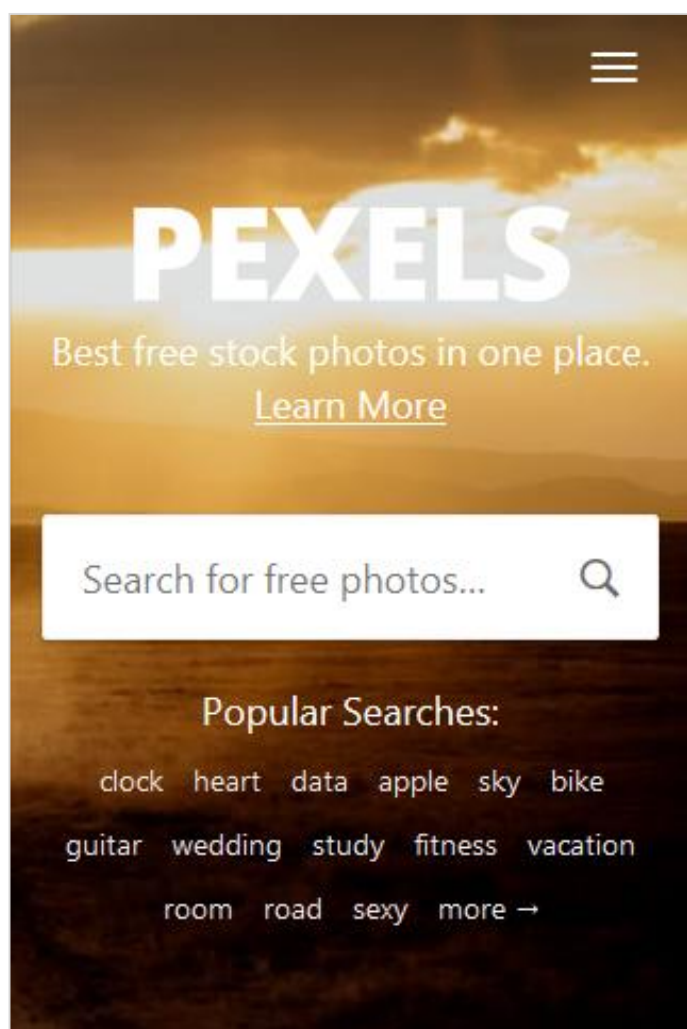 PEXELS
Best free stock photos in one place.
Learn More
Search for free photos...
Popular Searches:
clock heart data apple sky bike
guitar wedding study fitness vacation
room road sexy more →